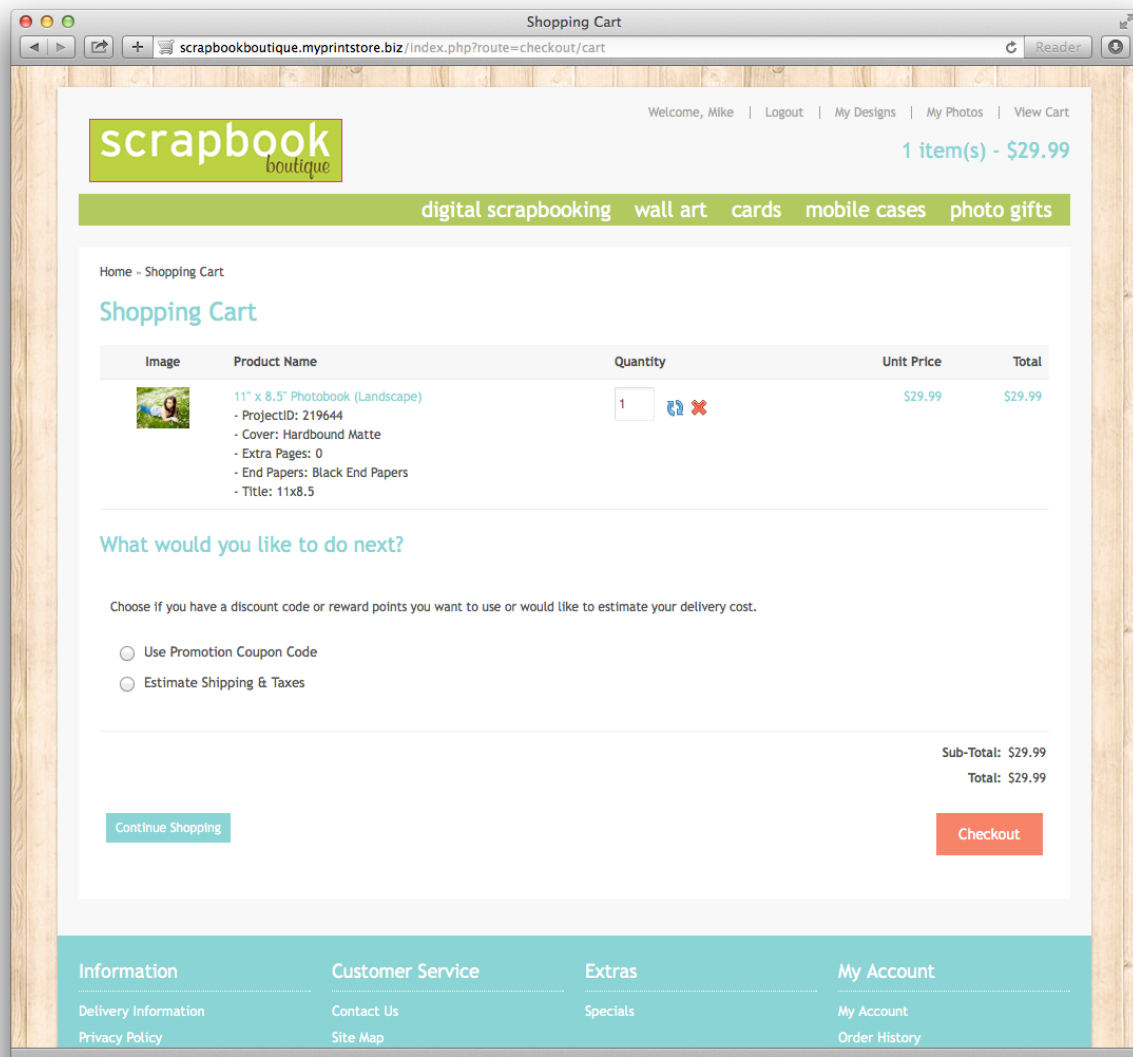 Shopping Cart
scrapbookboutique.myprintstore.biz/index.php?route=checkout/cart
Reader
Welcome, Mike | Logout | My Designs | My Photos | View Cart
scrapbook
boutique
1 item(s) - $29.99
digital scrapbooking wall art cards mobile cases photo gifts
Home » Shopping Cart
Shopping Cart
Image Product Name Quantity Unit Price Total
11" x 8.5" Photobook (Landscape) 1 $29.99 $29.99
- ProjectID: 219644
- Cover: Hardbound Matte
- Extra Pages: 0
- End Papers: Black End Papers
- Title: 11x8.5
What would you like to do next?
Choose if you have a discount code or reward points you want to use or would like to estimate your delivery cost.
Use Promotion Coupon Code
Estimate Shipping & Taxes
Sub-Total: $29.99
Total: $29.99
Continue Shopping
Checkout
Information Customer Service Extras My Account
Delivery Information Contact Us Specials My Account
Privacy Policy Site Map Order History